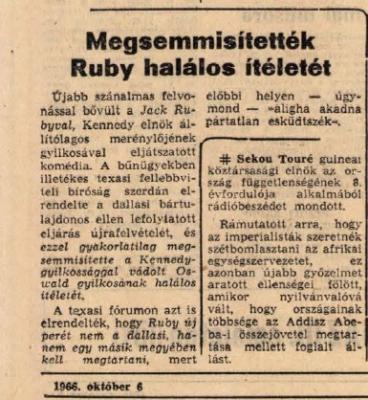 Megsemmisítették
Ruby halálos ítéletét
Újabb szánalmas felvo-
nással bővült a Jack Ru-
byval, Kennedy elnök ál-
lítólagos merénylőjének
gyilkosával eljátszatott
komédia. A bűnügyekben
illetékes texasi fellebbvi-
teli bíróság szerdán el-
rendelte a dallasi bártu-
lajdonos ellen lefolyiatott
eljárás újrafelvételét, és
ezzel gyakorlatilag meg-
semmisítette a Kennedy-
gyilkossággal vádolt Os-
wald gyilkosának halálos
ítéletét.
A texasi fórumon azt is
elrendelték, hogy Ruby új
perét nem a dallasi, ha-
nem egy másik megyében
kell megtartani, mert
előbbi helyen — úgy-
mond — »aligha akadna
pártatlan esküdtszék«.
# Sekou Touré guineai
köztársasági elnök az or-
szág függetlenségének 8.
évfordulója alkalmából
rádióbeszédet mondott.
Rámutatott arra, hogy
az imperialisták szeretnék
szétbomlasztani az afrikai
egységszervezetet, ez
azonban újabb győzelmet
aratott ellenségei fölött,
amikor nyilvánvalóvá
vált, hogy országainak
többsége az Addisz Abe-
ba-i összejövetel megtar-
tása mellett foglalt ál-
lást.
1966. október 6